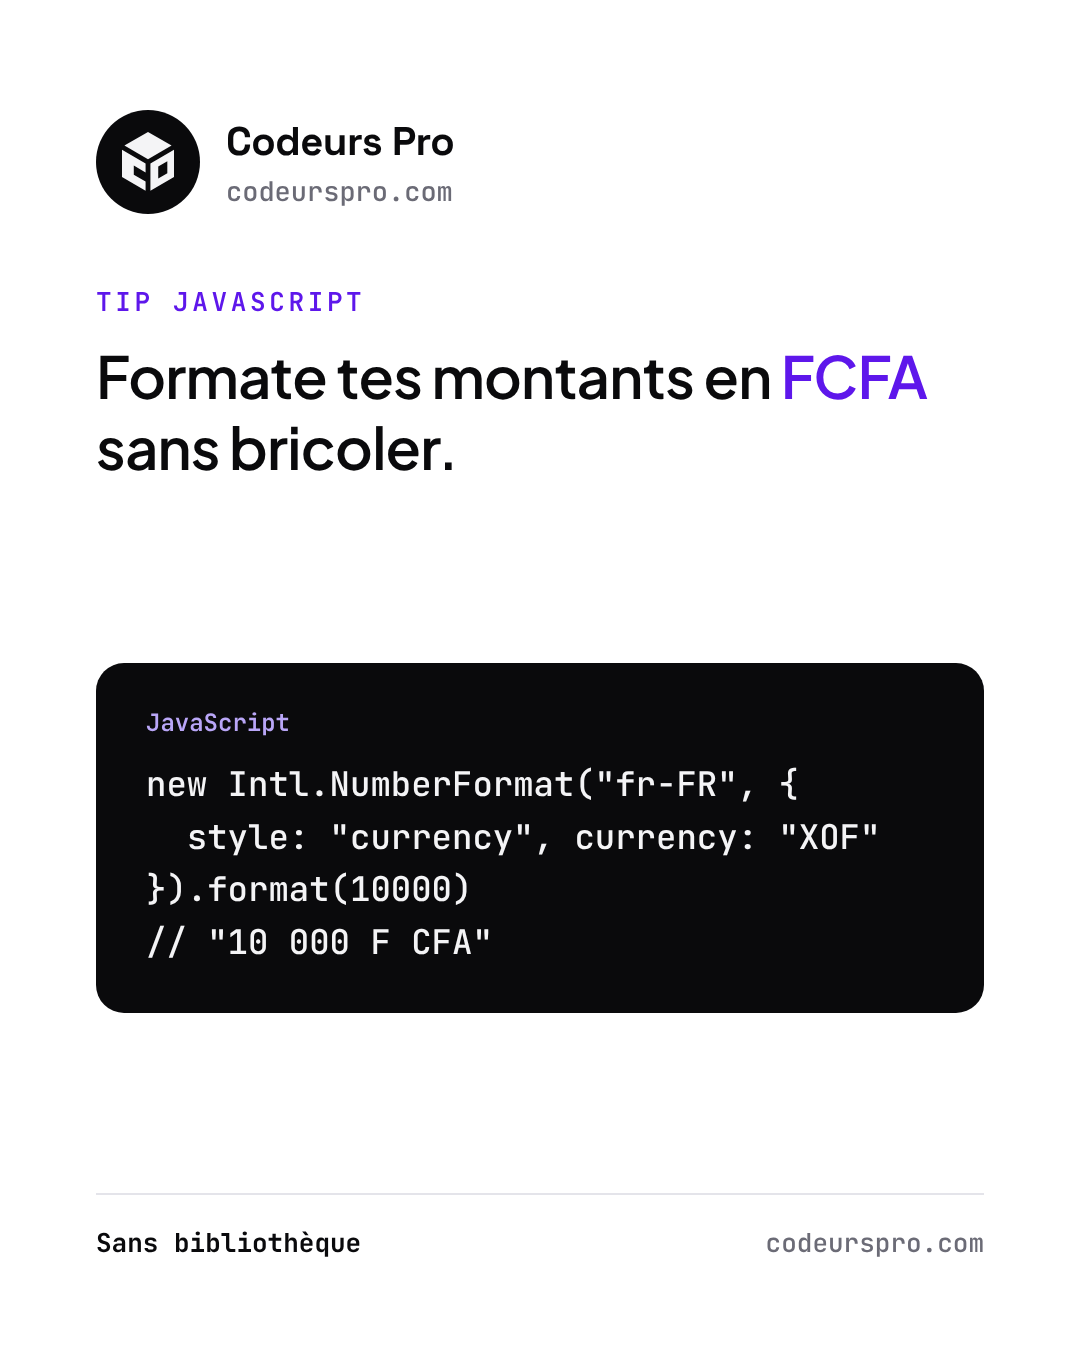 Codeurs Pro
codeurspro.com
TIP JAVASCRIPT
Formate tes montants en FCFA
sans bricoler.
JavaScript
new Intl.NumberFormat("fr-FR", {
  style: "currency", currency: "XOF"
}).format(10000)
// "10 000 F CFA"
Sans bibliothèque
codeurspro.com